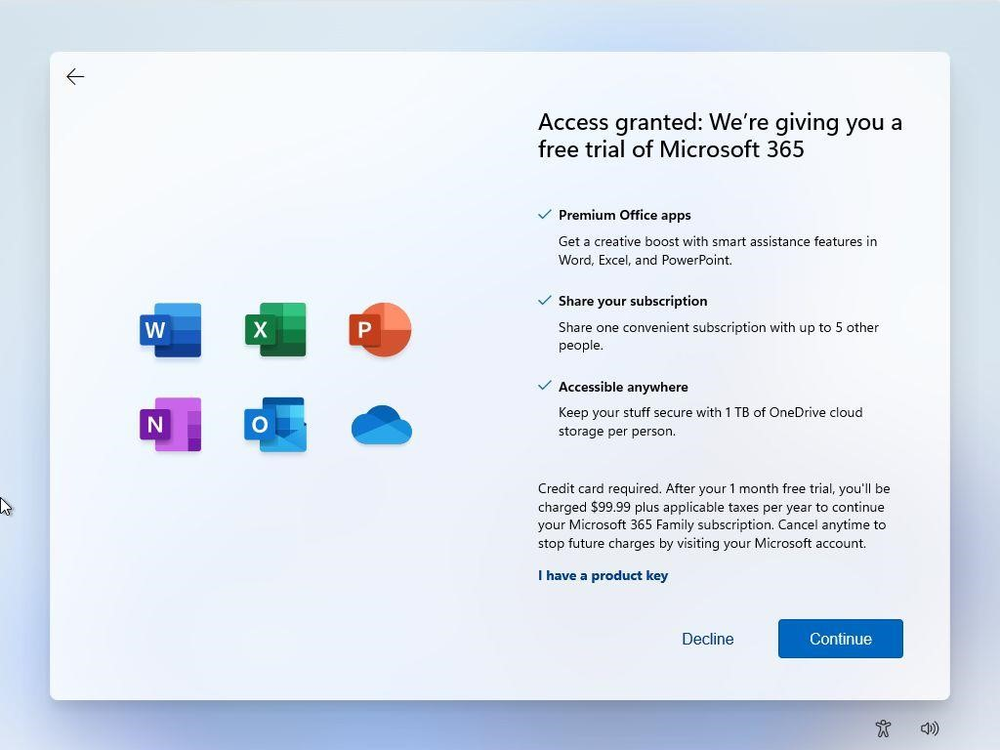 Access granted: We're giving you a
free trial of Microsoft 365
Premium Office apps
Get a creative boost with smart assistance features in
Word, Excel, and PowerPoint.
Share your subscription
Share one convenient subscription with up to 5 other
people.
Accessible anywhere
Keep your stuff secure with 1 TB of OneDrive cloud
storage per person.
W
X
P
N
O
Credit card required. After your 1 month free trial, you'll be
charged $99.99 plus applicable taxes per year to continue
your Microsoft 365 Family subscription. Cancel anytime to
stop future charges by visiting your Microsoft account.
I have a product key
Decline
Continue